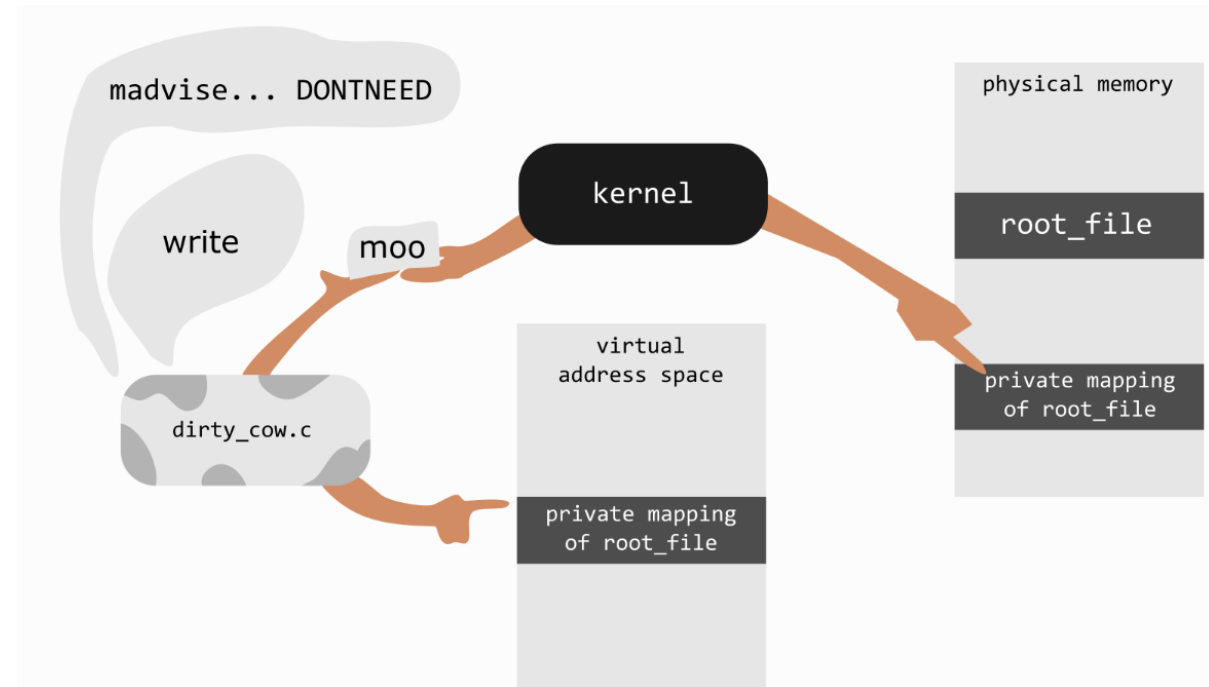 madvise... DONTNEED
write
moo
kernel
dirty_cow.c
virtual
address space
private mapping
of root_file
physical memory
root_file
private mapping
of root_file